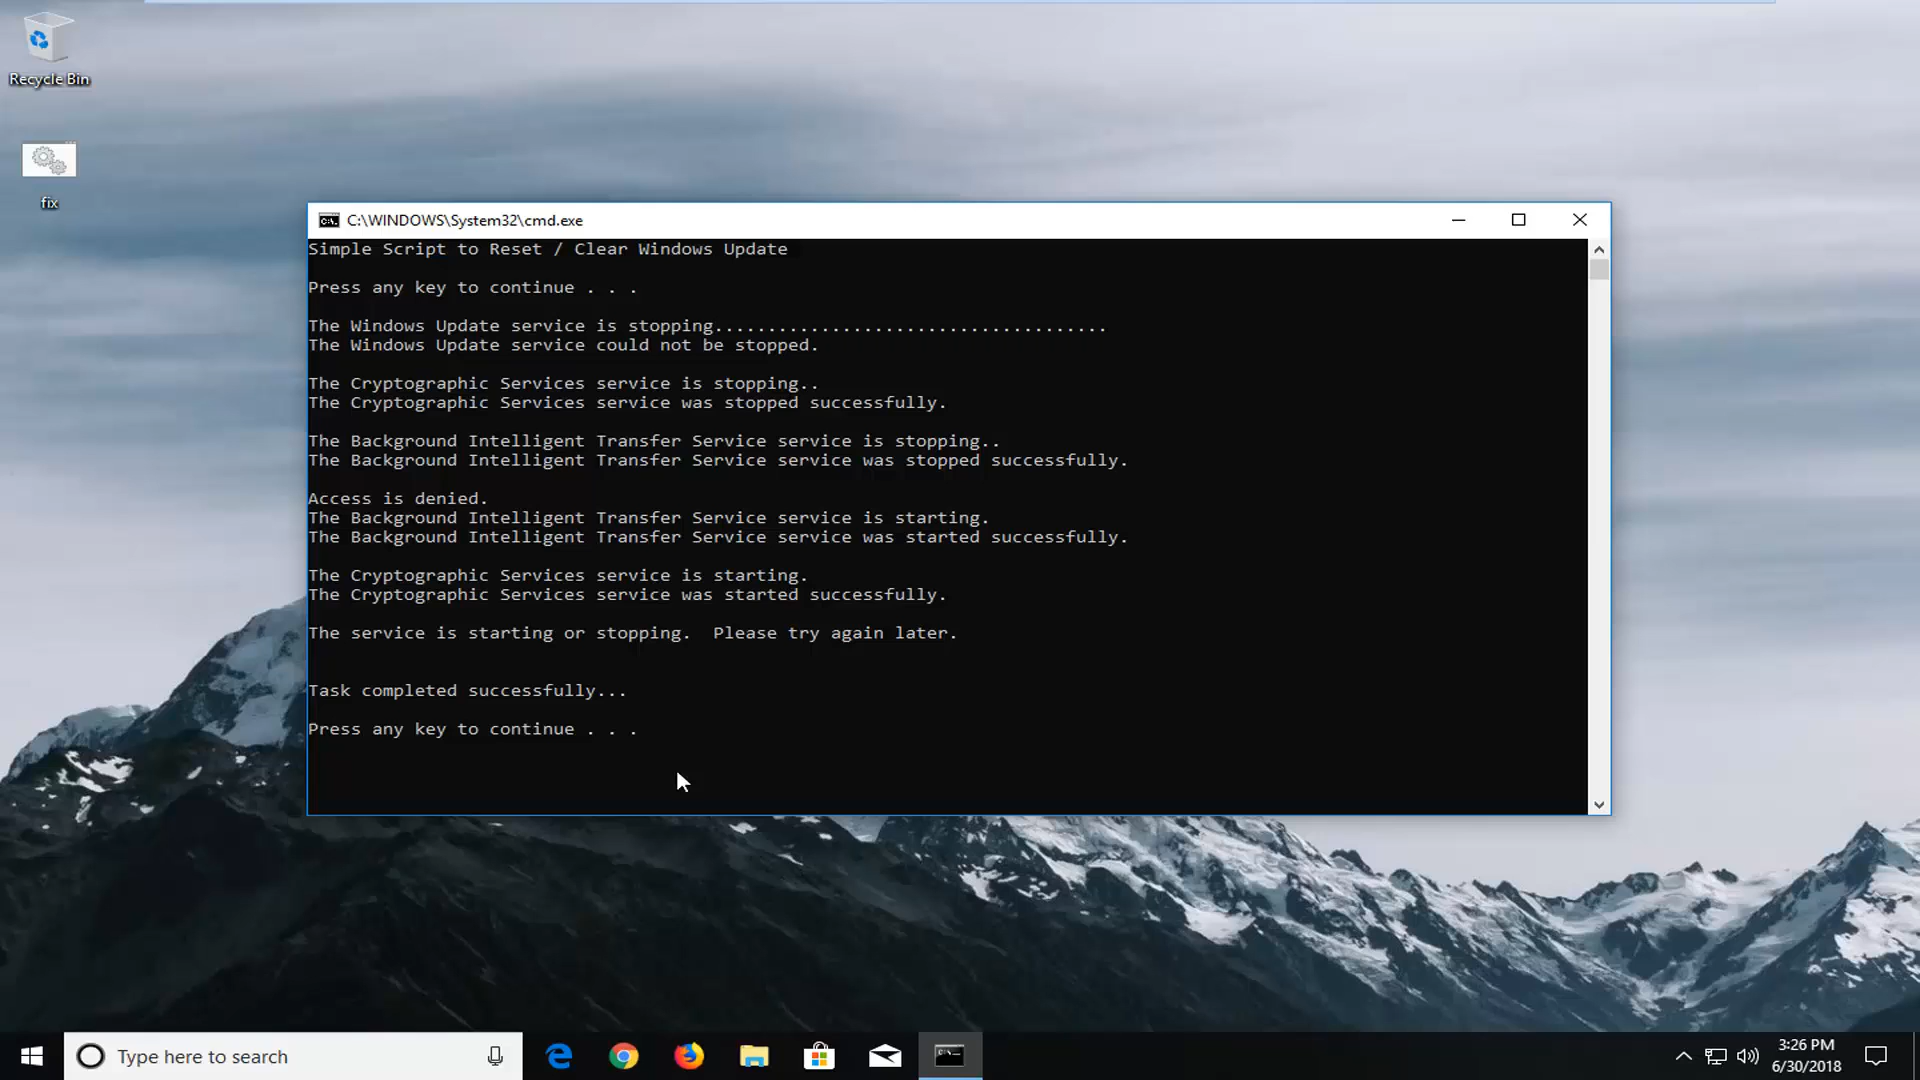 Recycle Bin
fix
C:\WINDOWS\System32\cmd.exe
Simple Script to Reset / Clear Windows Update
Press any key to continue . . .
The Windows Update service is stopping.....................................
The Windows Update service could not be stopped.
The Cryptographic Services service is stopping..
The Cryptographic Services service was stopped successfully.
The Background Intelligent Transfer Service service is stopping..
The Background Intelligent Transfer Service service was stopped successfully.
Access is denied.
The Background Intelligent Transfer Service service is starting.
The Background Intelligent Transfer Service service was started successfully.
The Cryptographic Services service is starting.
The Cryptographic Services service was started successfully.
The service is starting or stopping.  Please try again later.
Task completed successfully...
Press any key to continue . . .
Type here to search
3:26 PM
6/30/2018